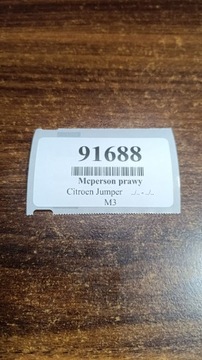 91688
Mcperson prawy
Citroen Jumper
M3